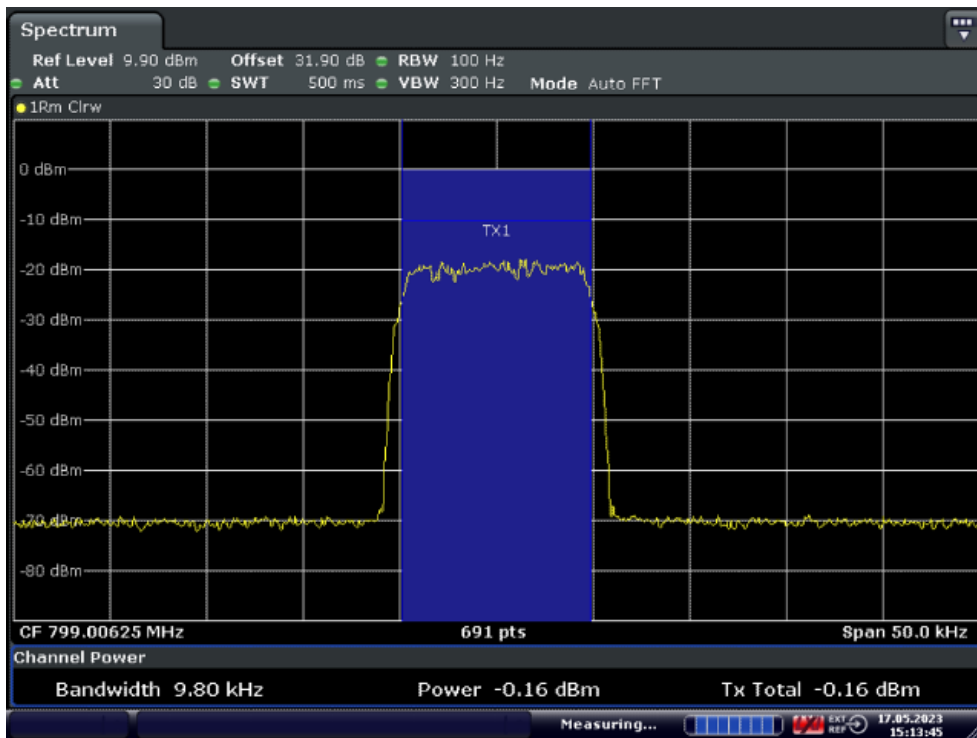 Spectrum
Ref Level 9.90 dBm Offset 31.90 dB RBW 100 Hz
Att 30 dB SWT 500 ms VBW 300 Hz Mode Auto FFT
1Rm Clrw
0 dBm
-10 dBm
TX1
-20 dBm
-30 dBm
-40 dBm
-50 dBm
-60 dBm
-70 dBm
-80 dBm
CF 799.00625 MHz 691 pts Span 50.0 kHz
Channel Power
Bandwidth 9.80 kHz Power -0.16 dBm Tx Total -0.16 dBm
Measuring... EXT REF 17.05.2023
15:13:45